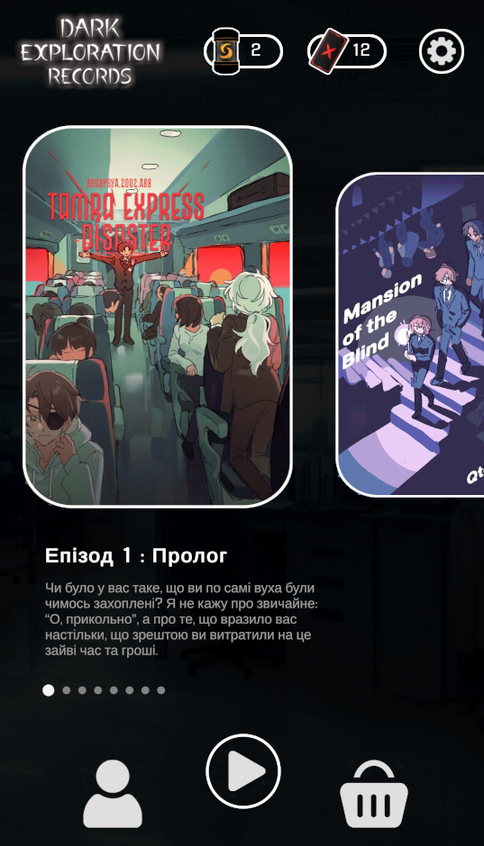 DARK
EXPLORATION
RECORDS
2
12
TAMRA EXPRESS
DISASTER
Mansion
of the
Blind
Qt
Епізод 1 : Пролог
Чи було у вас таке, що ви по самі вуха були
чимось захоплені? Я не кажу про звичайне:
“О, прикольно”, а про те, що вразило вас
настільки, що зрештою ви витратили на це
зайві час та гроші.